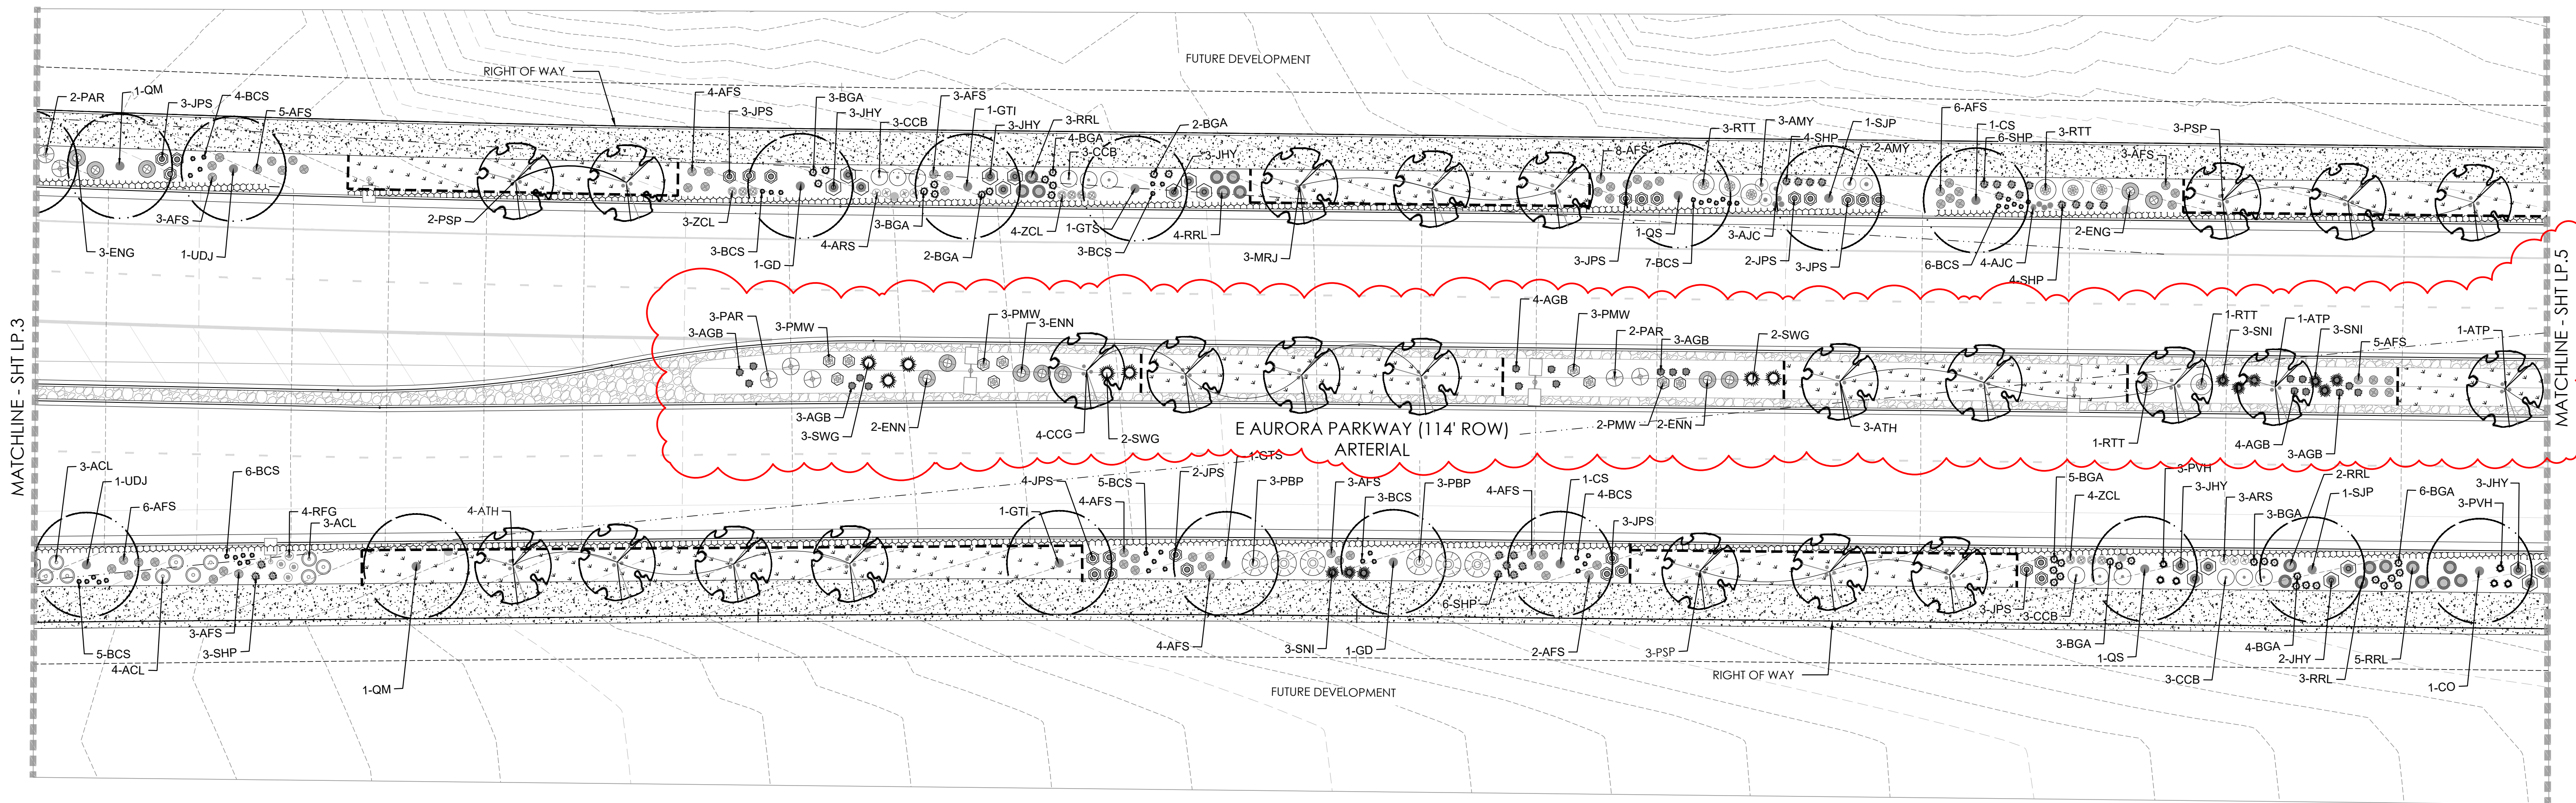 FUTURE DEVELOPMENT
RIGHT OF WAY
2-PAR
1-QM
3-JPS
4-BCS
5-AFS
4-AFS
3-JPS
3-BGA
3-JHY
3-CCB
3-AFS
1-GTI
3-JHY
3-RRL
4-BGA
3-CCB
2-BGA
3-JHY
3-RTT
3-AMY
4-SHP
1-SJP
2-AMY
8-AFS
6-AFS
1-CS
6-SHP
3-RTT
3-AFS
3-PSP
3-AFS
3-ENG
1-UDJ
2-PSP
3-ZCL
3-BCS
1-GD
4-ARS
3-BGA
2-BGA
4-ZCL
1-GTS
3-BCS
4-RRL
3-MRJ
3-JPS
1-QS
7-BCS
3-AJC
2-JPS
3-JPS
6-BCS
4-AJC
4-SHP
2-ENG
MATCHLINE - SHT LP.3
MATCHLINE - SHT LP.5
3-PAR
3-AGB
3-PMW
3-PMW
3-ENN
4-AGB
3-PMW
2-PAR
3-AGB
2-SWG
1-RTT
3-SNI
1-ATP
3-SNI
5-AFS
1-ATP
3-AGB
3-SWG
2-ENN
4-CCG
2-SWG
2-PMW
2-ENN
3-ATH
1-RTT
4-AGB
3-AGB
E AURORA PARKWAY (114' ROW)
ARTERIAL
3-ACL
1-UDJ
6-AFS
6-BCS
4-RFG
3-ACL
4-ATH
1-GTI
4-JPS
4-AFS
5-BCS
2-JPS
1-GTS
3-PBP
3-AFS
3-BCS
3-PBP
4-AFS
1-CS
4-BCS
3-JPS
5-BGA
4-ZCL
3-PVH
3-JHY
3-ARS
3-BGA
2-RRL
1-SJP
6-BGA
3-PVH
3-JHY
5-BCS
4-ACL
3-AFS
3-SHP
1-QM
4-AFS
3-SNI
1-GD
6-SHP
2-AFS
3-PSP
3-JPS
3-CCB
3-BGA
1-QS
3-CCB
4-BGA
2-JHY
3-RRL
5-RRL
1-CO
RIGHT OF WAY
FUTURE DEVELOPMENT